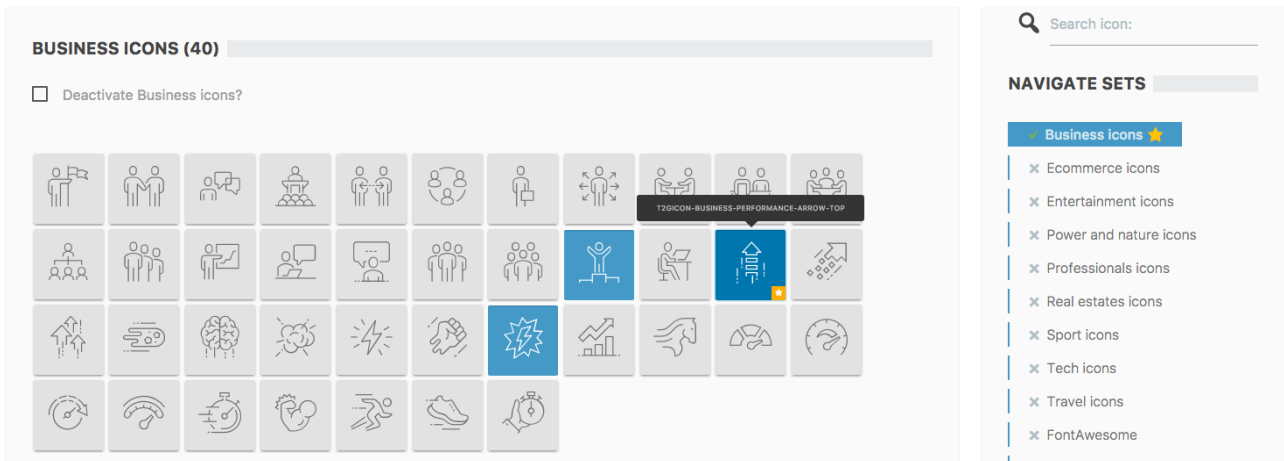 BUSINESS ICONS (40)
Deactivate Business icons?
T2GICON-BUSINESS-PERFORMANCE-ARROW-TOP
Search icon:
NAVIGATE SETS
Business icons
Ecommerce icons
Entertainment icons
Power and nature icons
Professionals icons
Real estates icons
Sport icons
Tech icons
Travel icons
FontAwesome